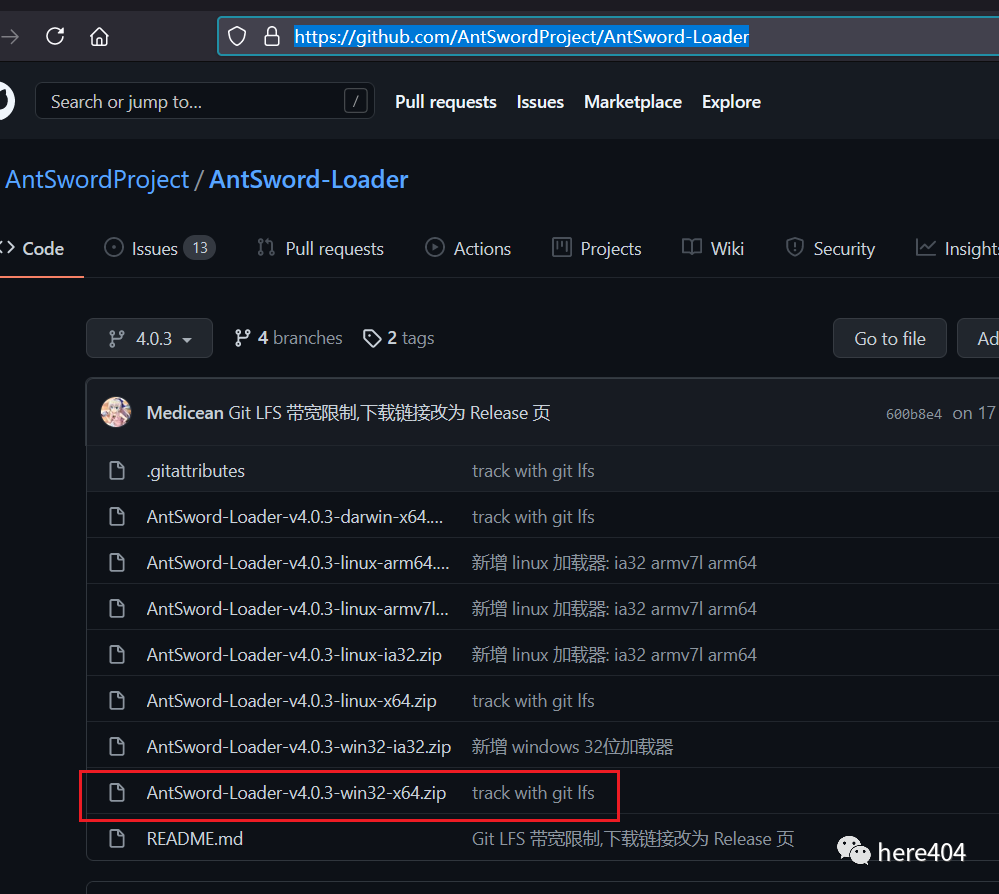 https://github.com/AntSwordProject/AntSword-Loader
Search or jump to... /
Pull requests Issues Marketplace Explore
AntSwordProject / AntSword-Loader
<> Code Issues 13 Pull requests Actions Projects Wiki Security Insights
4.0.3 4 branches 2 tags Go to file Ad
Medicean Git LFS 带宽限制,下载链接改为 Release 页 600b8e4 on 17
.gitattributes track with git lfs
AntSword-Loader-v4.0.3-darwin-x64.... track with git lfs
AntSword-Loader-v4.0.3-linux-arm64.... 新增 linux 加载器: ia32 armv7l arm64
AntSword-Loader-v4.0.3-linux-armv7l... 新增 linux 加载器: ia32 armv7l arm64
AntSword-Loader-v4.0.3-linux-ia32.zip 新增 linux 加载器: ia32 armv7l arm64
AntSword-Loader-v4.0.3-linux-x64.zip track with git lfs
AntSword-Loader-v4.0.3-win32-ia32.zip 新增 windows 32位加载器
AntSword-Loader-v4.0.3-win32-x64.zip track with git lfs
README.md Git LFS 带宽限制,下载链接改为 Release 页
here404